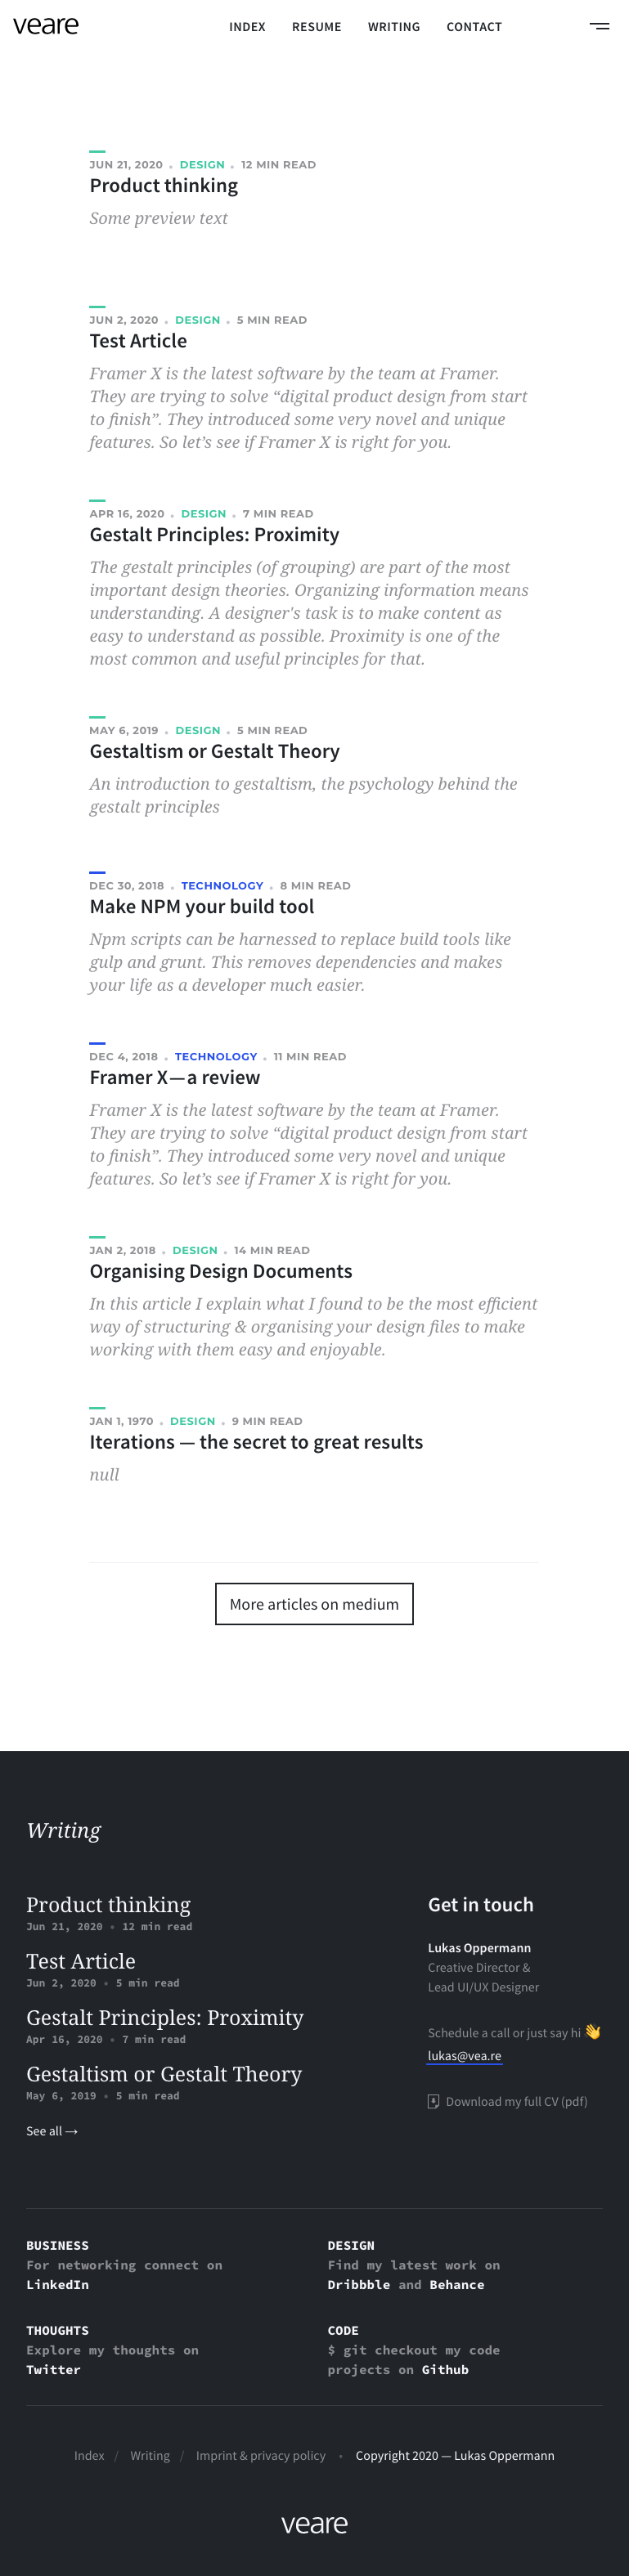 veare
INDEX RESUME WRITING CONTACT
JUN 21, 2020 • DESIGN • 12 MIN READ
Product thinking
Some preview text
JUN 2, 2020 • DESIGN • 5 MIN READ
Test Article
Framer X is the latest software by the team at Framer.
They are trying to solve “digital product design from start
to finish”. They introduced some very novel and unique
features. So let’s see if Framer X is right for you.
APR 16, 2020 • DESIGN • 7 MIN READ
Gestalt Principles: Proximity
The gestalt principles (of grouping) are part of the most
important design theories. Organizing information means
understanding. A designer's task is to make content as
easy to understand as possible. Proximity is one of the
most common and useful principles for that.
MAY 6, 2019 • DESIGN • 5 MIN READ
Gestaltism or Gestalt Theory
An introduction to gestaltism, the psychology behind the
gestalt principles
DEC 30, 2018 • TECHNOLOGY • 8 MIN READ
Make NPM your build tool
Npm scripts can be harnessed to replace build tools like
gulp and grunt. This removes dependencies and makes
your life as a developer much easier.
DEC 4, 2018 • TECHNOLOGY • 11 MIN READ
Framer X—a review
Framer X is the latest software by the team at Framer.
They are trying to solve “digital product design from start
to finish”. They introduced some very novel and unique
features. So let’s see if Framer X is right for you.
JAN 2, 2018 • DESIGN • 14 MIN READ
Organising Design Documents
In this article I explain what I found to be the most efficient
way of structuring & organising your design files to make
working with them easy and enjoyable.
JAN 1, 1970 • DESIGN • 9 MIN READ
Iterations — the secret to great results
null
More articles on medium
Writing
Product thinking
Jun 21, 2020 • 12 min read
Test Article
Jun 2, 2020 • 5 min read
Gestalt Principles: Proximity
Apr 16, 2020 • 7 min read
Gestaltism or Gestalt Theory
May 6, 2019 • 5 min read
See all →
Get in touch
Lukas Oppermann
Creative Director &
Lead UI/UX Designer
Schedule a call or just say hi 👋
lukas@vea.re
Download my full CV (pdf)
BUSINESS
For networking connect on
LinkedIn
DESIGN
Find my latest work on
Dribbble and Behance
THOUGHTS
Explore my thoughts on
Twitter
CODE
$ git checkout my code
projects on Github
Index / Writing / Imprint & privacy policy • Copyright 2020 — Lukas Oppermann
veare